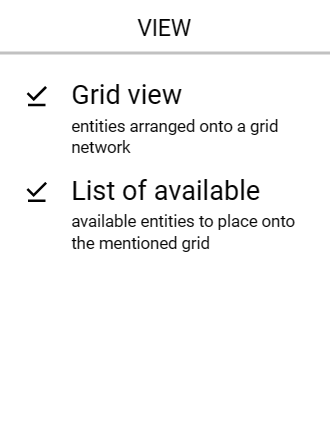 VIEW
Grid view
entities arranged onto a grid
network
List of available
available entities to place onto
the mentioned grid